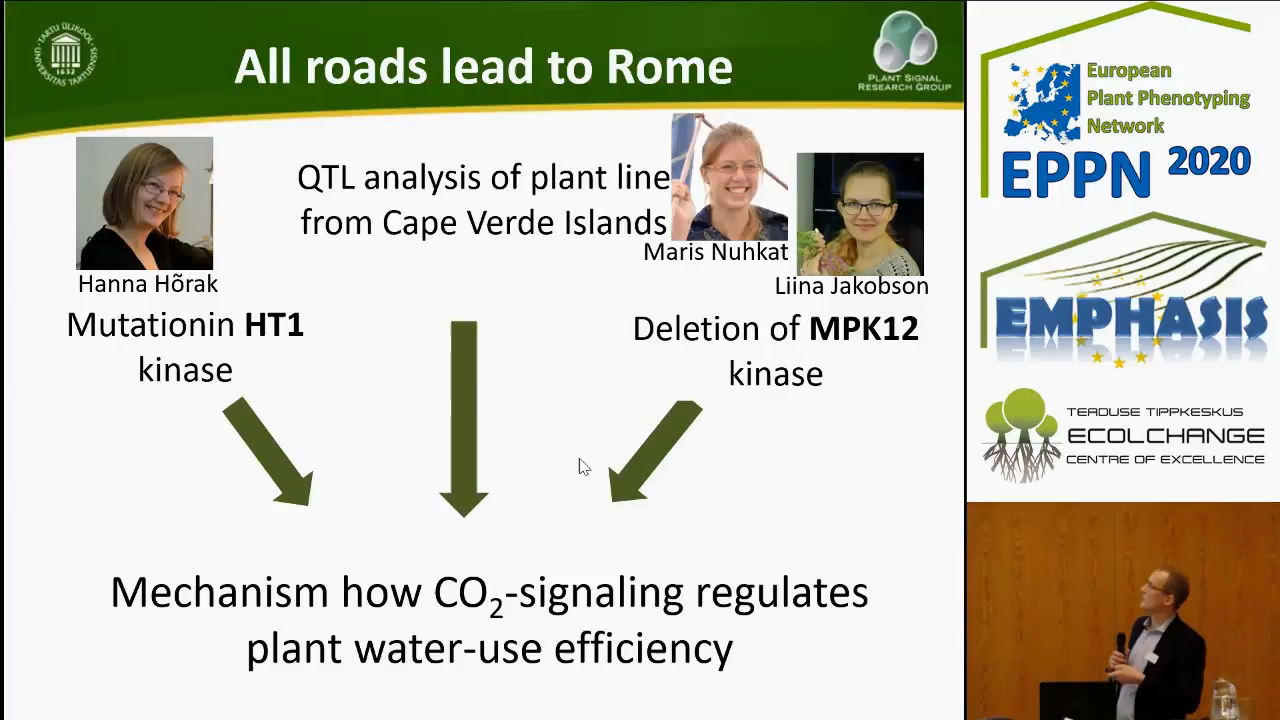 All roads lead to Rome
TARTU ÜLIKOOL
UNIVERSITAS TARTUENSIS
1632
PLANT SIGNAL
RESEARCH GROUP
QTL analysis of plant line
from Cape Verde Islands
Maris Nuhkat
Hanna Hõrak
Liina Jakobson
Mutationin HT1
kinase
Deletion of MPK12
kinase
Mechanism how CO₂-signaling regulates
plant water-use efficiency
European
Plant Phenotyping
Network
EPPN 2020
EMPHASIS
TEADUSE TIPPKESKUS
ECOLCHANGE
CENTRE OF EXCELLENCE